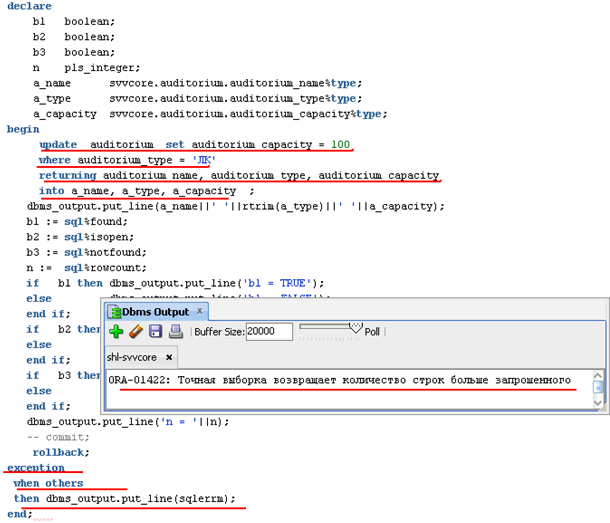 declare
b1 boolean;
b2 boolean;
b3 boolean;
n pls_integer;
a_name svvcore.auditorium.auditorium_name%type;
a_type svvcore.auditorium.auditorium_type%type;
a_capacity svvcore.auditorium.auditorium_capacity%type;
begin
update auditorium set auditorium_capacity = 100
where auditorium_type = 'ЛК'
returning auditorium_name, auditorium_type, auditorium_capacity
into a_name, a_type, a_capacity ;
dbms_output.put_line(a_name||' '||rtrim(a_type)||' '||a_capacity);
b1 := sql%found;
b2 := sql%isopen;
b3 := sql%notfound;
n := sql%rowcount;
if b1 then dbms_output.put_line('b1 = TRUE');
else
end if;
if b2 then
else
end if;
if b3 then
else
end if;
dbms_output.put_line('n = '||n);
-- commit;
rollback;
exception
when others
then dbms_output.put_line(sqlerrm);
end;
Dbms Output x
Buffer Size: 20000 Poll
shl-svvcore x
ORA-01422: Точная выборка возвращает количество строк больше запрошенного